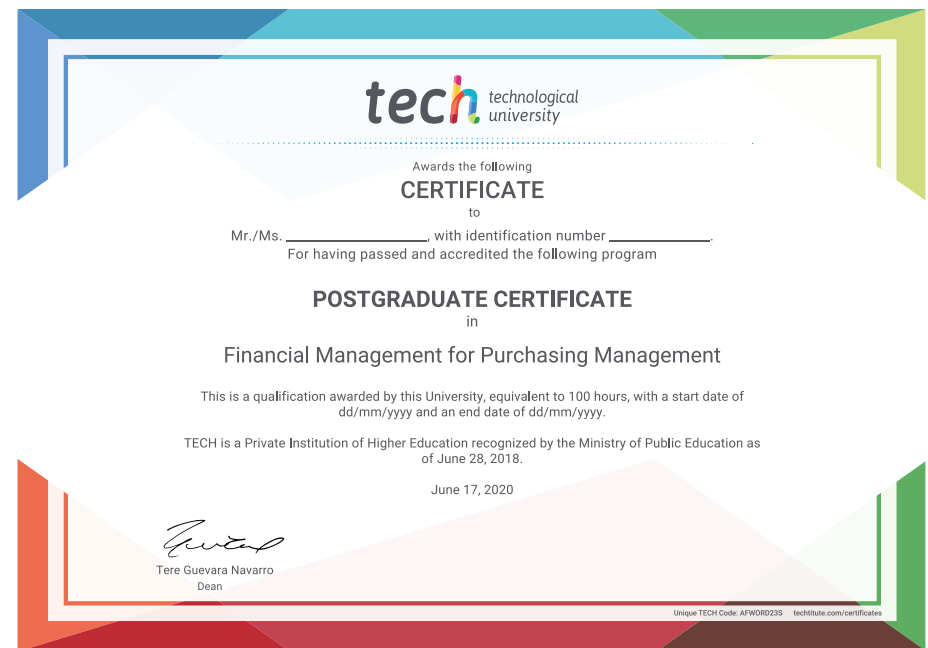 tech technological
university
Awards the following
CERTIFICATE
to
Mr./Ms. ____________________, with identification number ______________.
For having passed and accredited the following program
POSTGRADUATE CERTIFICATE
in
Financial Management for Purchasing Management
This is a qualification awarded by this University, equivalent to 100 hours, with a start date of
dd/mm/yyyy and an end date of dd/mm/yyyy.
TECH is a Private Institution of Higher Education recognized by the Ministry of Public Education as
of June 28, 2018.
June 17, 2020
Tere Guevara Navarro
Dean
Unique TECH Code: AFWORD23S techtitute.com/certificates